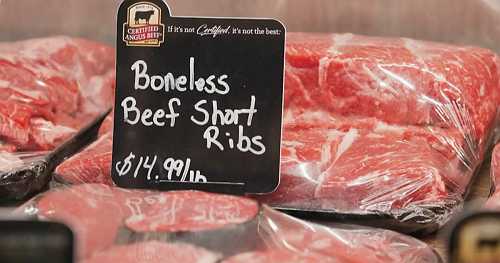 CERTIFIED
ANGUS BEEF
If it's not Certified, it's not the best.
Boneless
Beef Short
Ribs
$14.99/lb